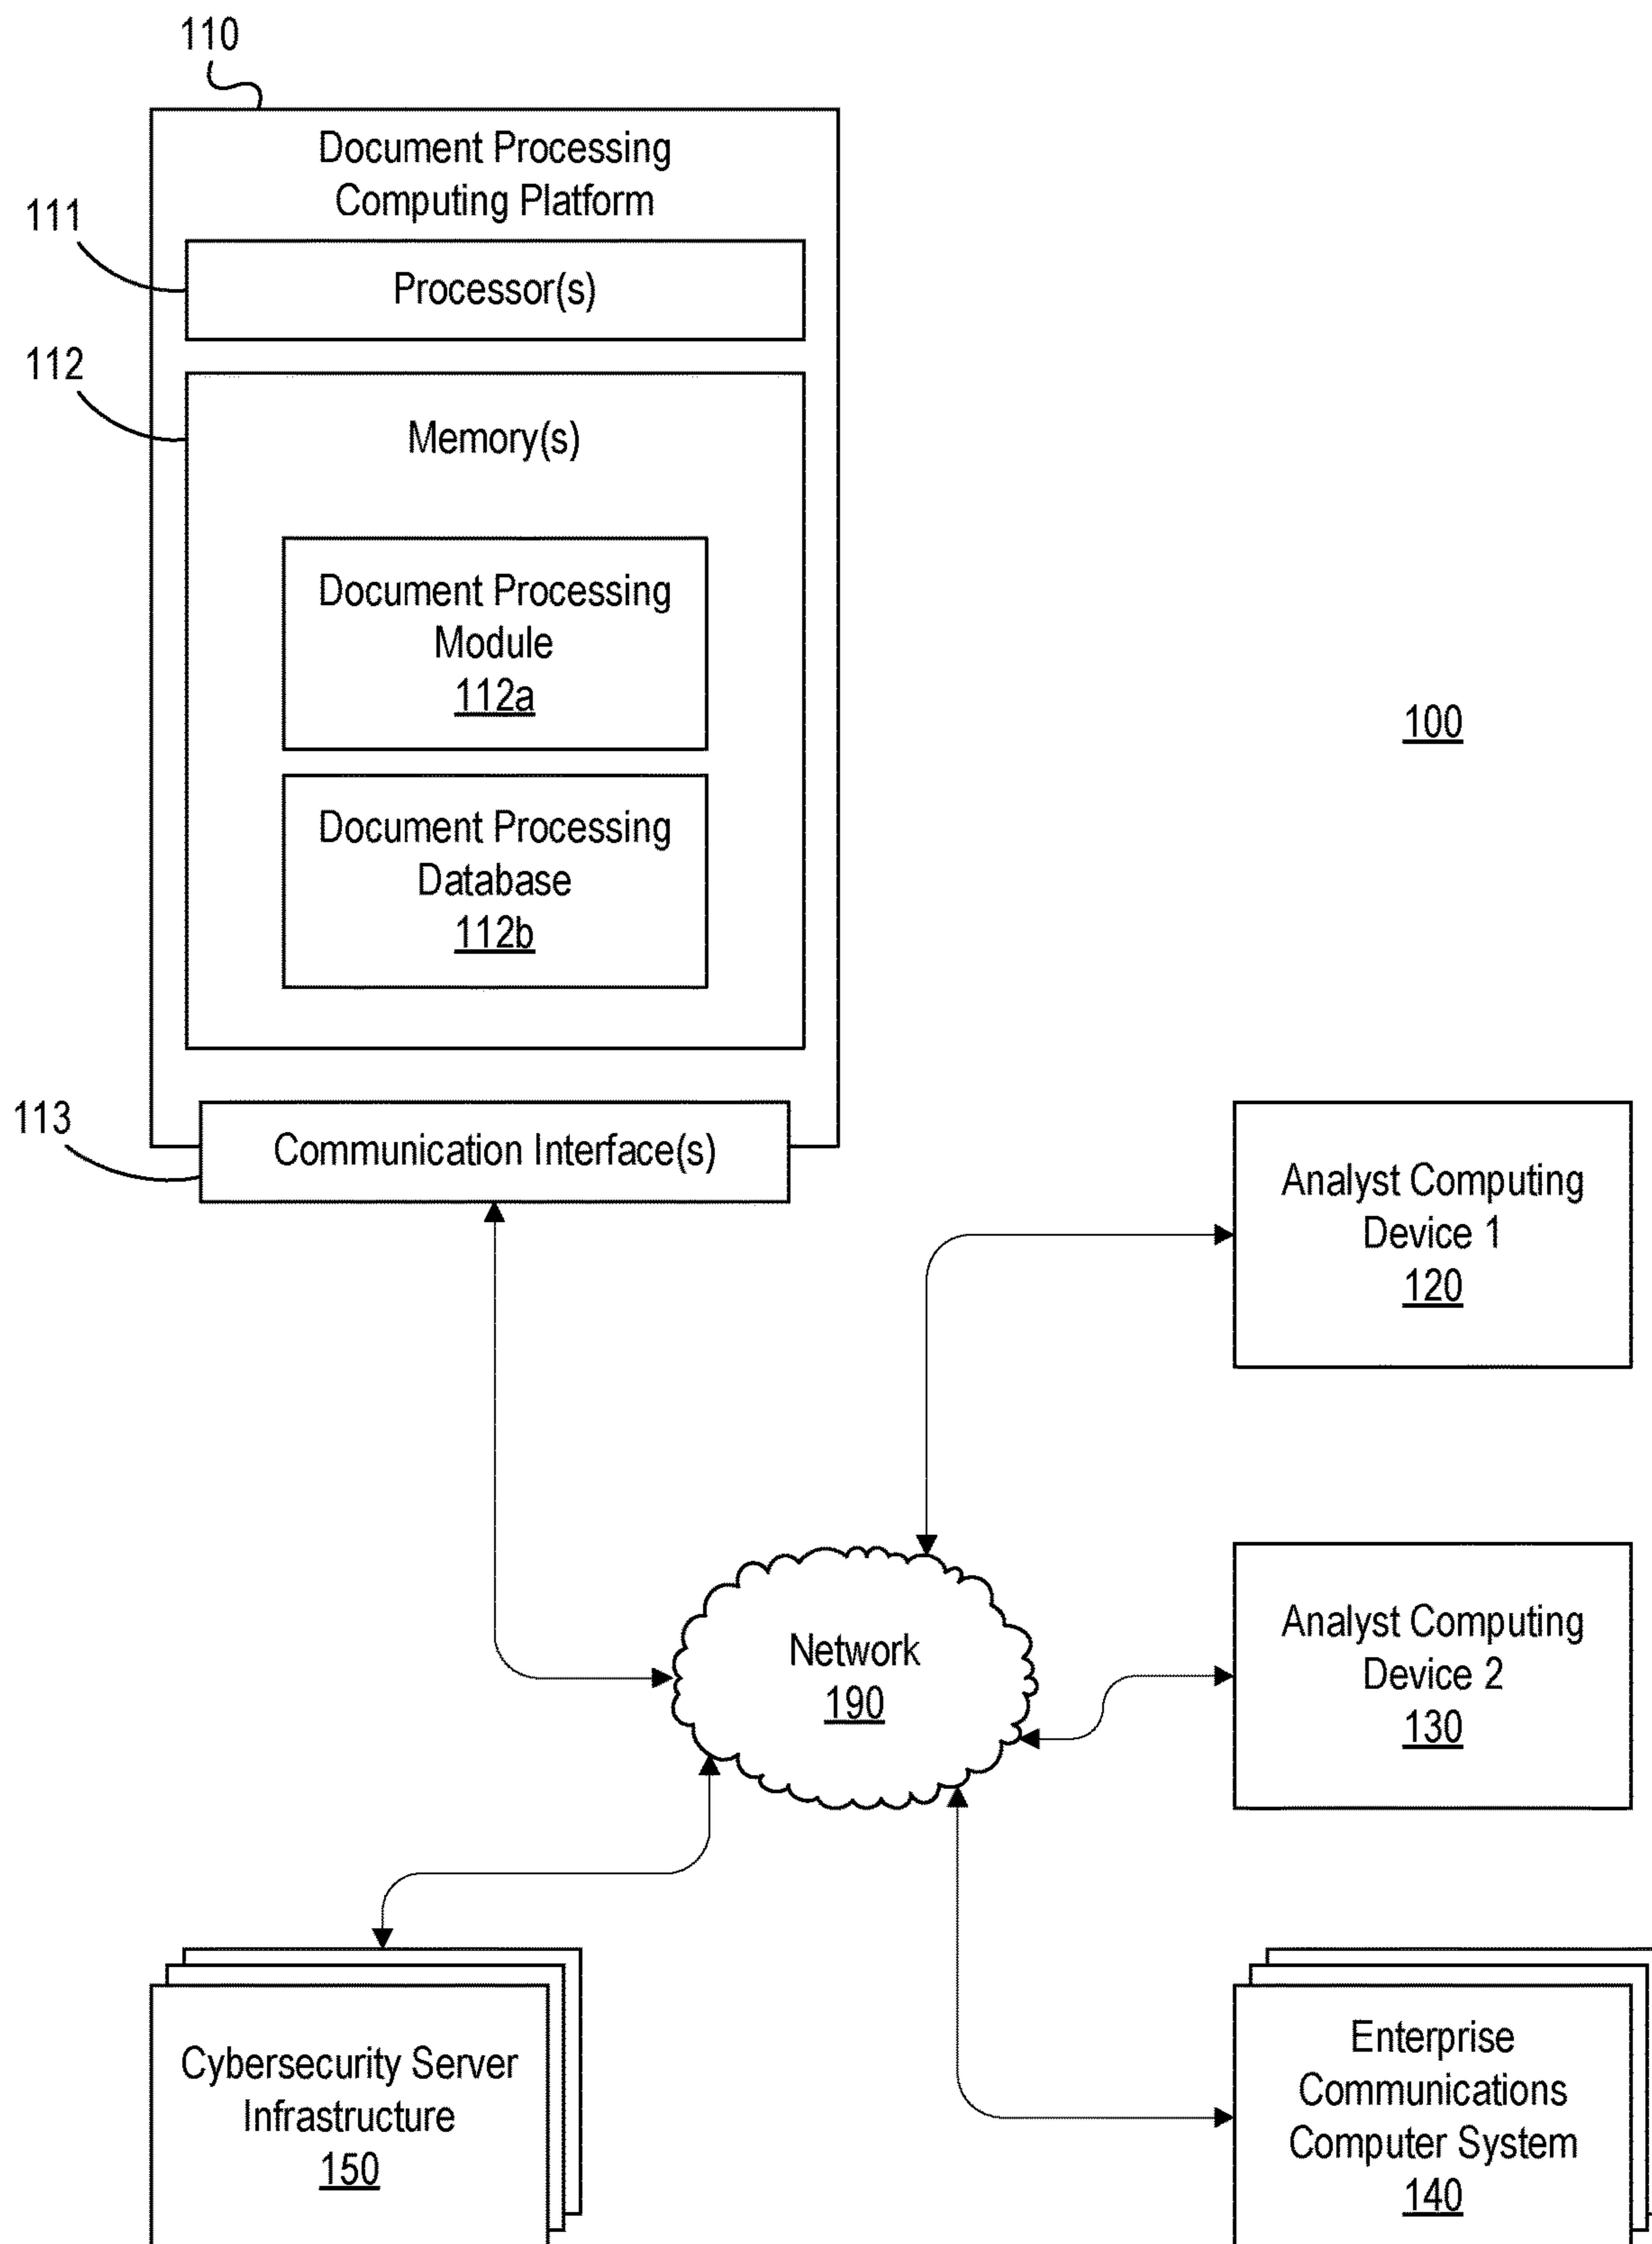 110
Document Processing
Computing Platform
111
Processor(s)
112
Memory(s)
Document Processing
Module
112a
100
Document Processing
Database
112b
113
Communication Interface(s)
Analyst Computing
Device 1
120
Network
190
Analyst Computing
Device 2
130
Cybersecurity Server
Infrastructure
150
Enterprise
Communications
Computer System
140